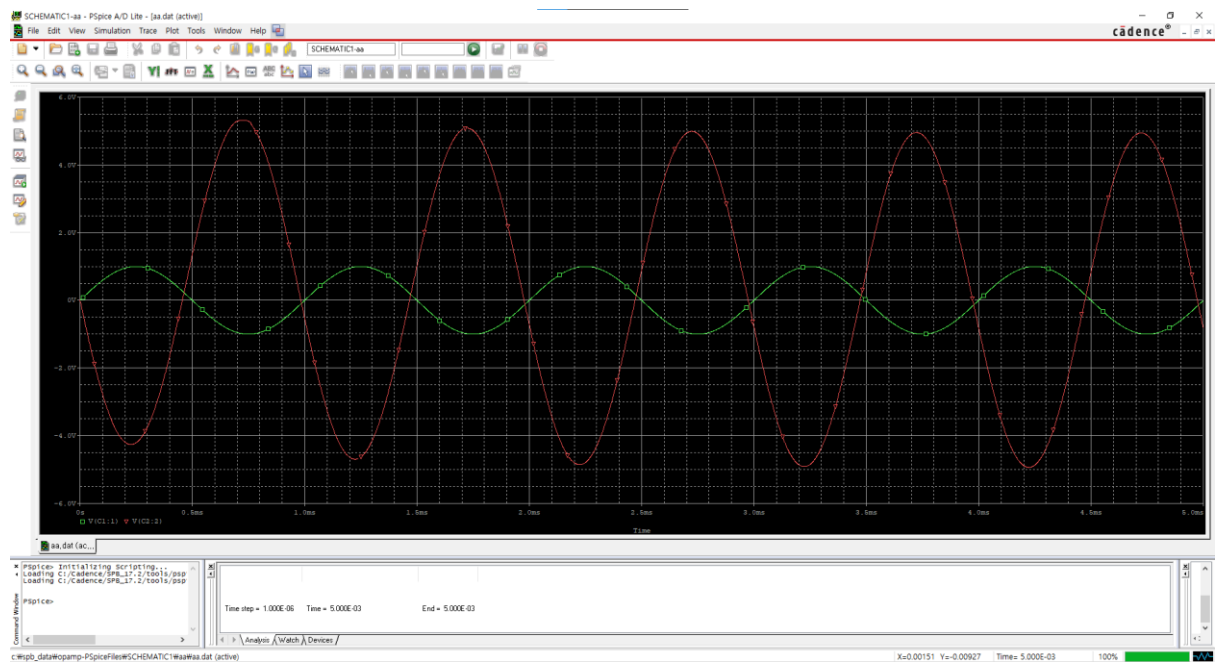 SCHEMATIC1-aa - PSpice A/D Lite - [aa.dat (active)]
File Edit View Simulation Trace Plot Tools Window Help
cādence®
SCHEMATIC1-aa
6.0V
4.0V
2.0V
0V
-2.0V
-4.0V
-6.0V
0s 0.5ms 1.0ms 1.5ms 2.0ms 2.5ms 3.0ms 3.5ms 4.0ms 4.5ms 5.0ms
V(C1:1) V(C2:2)
Time
aa.dat (ac...
PSpice> Initializing Scripting...
Loading C:/Cadence/SPB_17.2/tools/psp
Loading C:/Cadence/SPB_17.2/tools/psp
PSpice>
Command Window
Time step = 1.000E-06 Time = 5.000E-03 End = 5.000E-03
Analysis Watch Devices
c:₩spb_data₩opamp-PSpiceFiles₩SCHEMATIC1₩aa₩aa.dat (active)
X=0.00151 Y=-0.00927 Time= 5.000E-03 100%